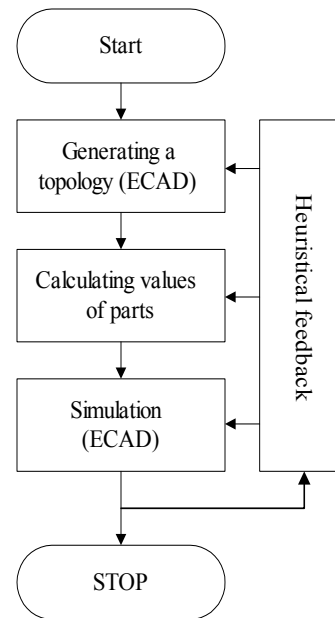 Start
Generating a
topology (ECAD)
Calculating values
of parts
Simulation
(ECAD)
Heuristical feedback
STOP